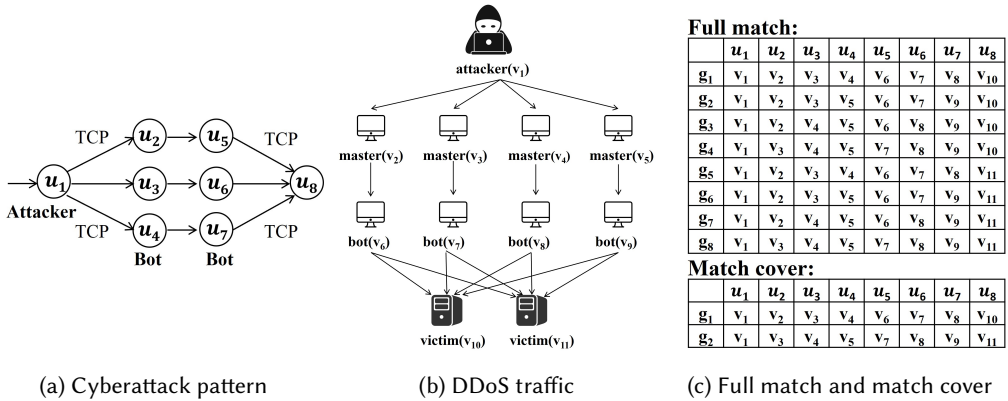 TCP
TCP
u₁
u₂
u₅
u₃
u₆
u₈
u₄
u₇
Attacker
TCP
TCP
Bot
Bot
(a) Cyberattack pattern
attacker(v₁)
master(v₂) master(v₃) master(v₄) master(v₅)
bot(v₆) bot(v₇) bot(v₈) bot(v₉)
victim(v₁₀) victim(v₁₁)
(b) DDoS traffic
Full match:
u₁ u₂ u₃ u₄ u₅ u₆ u₇ u₈
g₁ v₁ v₂ v₃ v₄ v₆ v₇ v₈ v₁₀
g₂ v₁ v₂ v₃ v₅ v₆ v₇ v₉ v₁₀
g₃ v₁ v₂ v₄ v₅ v₆ v₈ v₉ v₁₀
g₄ v₁ v₃ v₄ v₅ v₇ v₈ v₉ v₁₀
g₅ v₁ v₂ v₃ v₄ v₆ v₇ v₈ v₁₁
g₆ v₁ v₂ v₃ v₅ v₆ v₇ v₉ v₁₁
g₇ v₁ v₂ v₄ v₅ v₆ v₈ v₉ v₁₁
g₈ v₁ v₃ v₄ v₅ v₇ v₈ v₉ v₁₁
Match cover:
u₁ u₂ u₃ u₄ u₅ u₆ u₇ u₈
g₁ v₁ v₂ v₃ v₄ v₆ v₇ v₈ v₁₀
g₂ v₁ v₃ v₄ v₅ v₇ v₈ v₉ v₁₁
(c) Full match and match cover